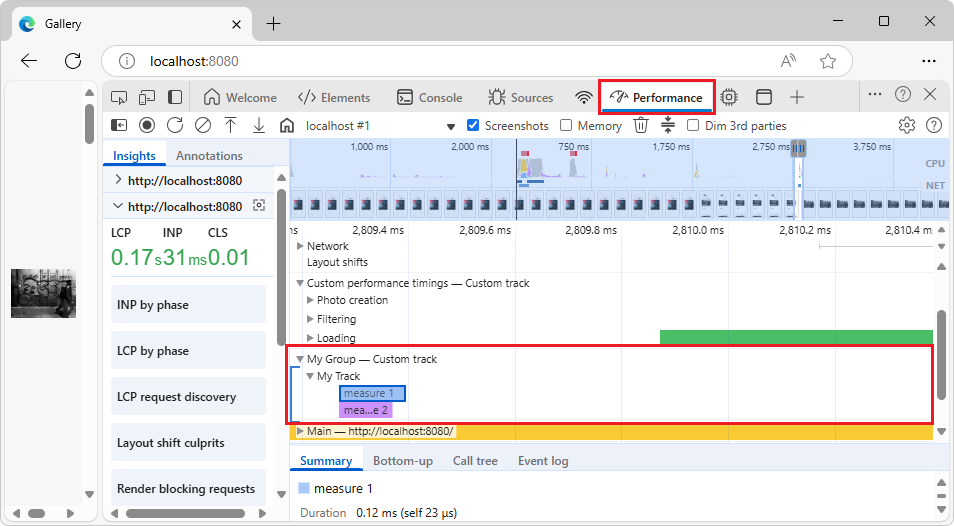 Gallery
localhost:8080
Welcome
</> Elements
Console
Sources
Performance
localhost #1
Screenshots
Memory
Dim 3rd parties
Insights
Annotations
http://localhost:8080
http://localhost:8080
LCP INP CLS
0.17s 31ms 0.01
INP by phase
LCP by phase
LCP request discovery
Layout shift culprits
Render blocking requests
1,000 ms 2,000 ms 750 ms 1,750 ms 2,750 ms 3,750 ms
CPU
NET
ns 2,809.4 ms 2,809.6 ms 2,809.8 ms 2,810.0 ms 2,810.2 ms 2,810.4 m
Network
Layout shifts
Custom performance timings — Custom track
Photo creation
Filtering
Loading
My Group — Custom track
My Track
measure 1
mea...e 2
Main — http://localhost:8080/
Summary Bottom-up Call tree Event log
measure 1
Duration 0.12 ms (self 23 µs)